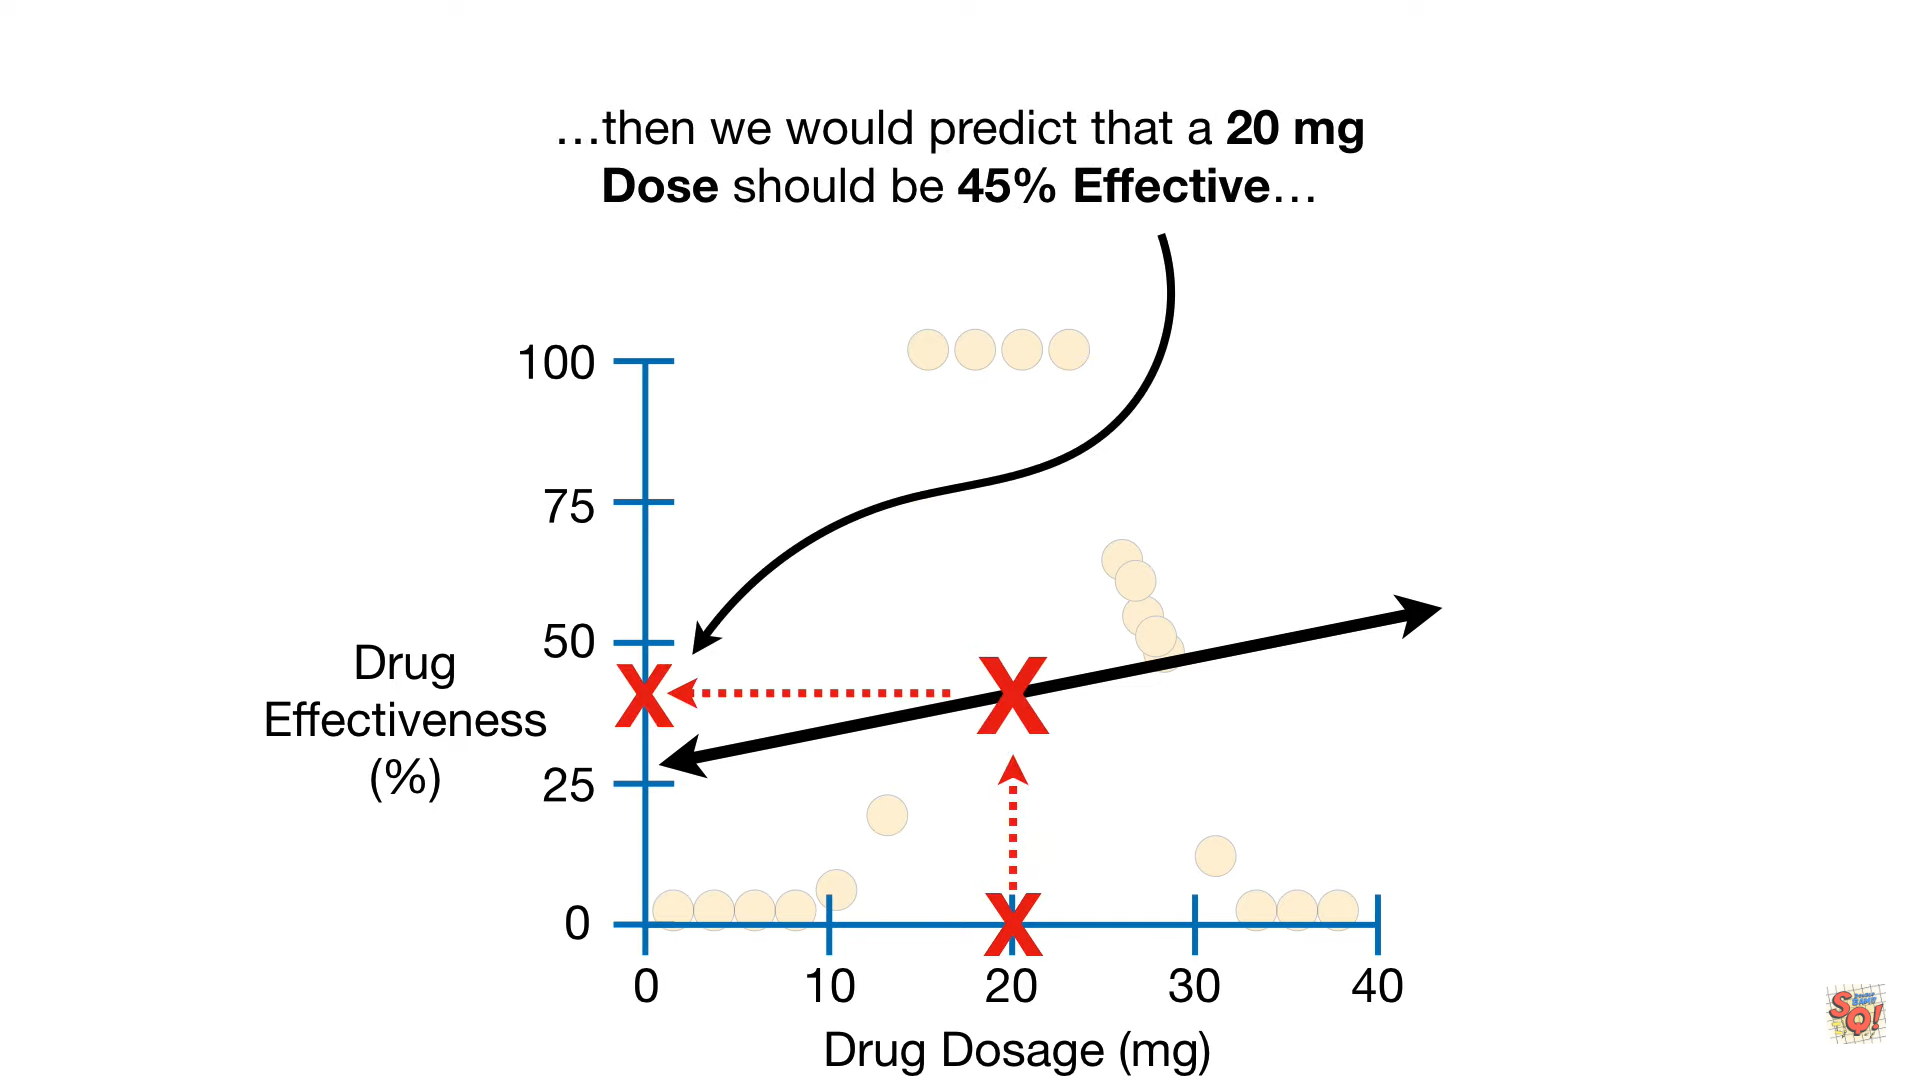 …then we would predict that a 20 mg
Dose should be 45% Effective…
100
75
50
25
0
Drug
Effectiveness
(%)
X
X
X
0
10
20
30
40
Drug Dosage (mg)
SQ!